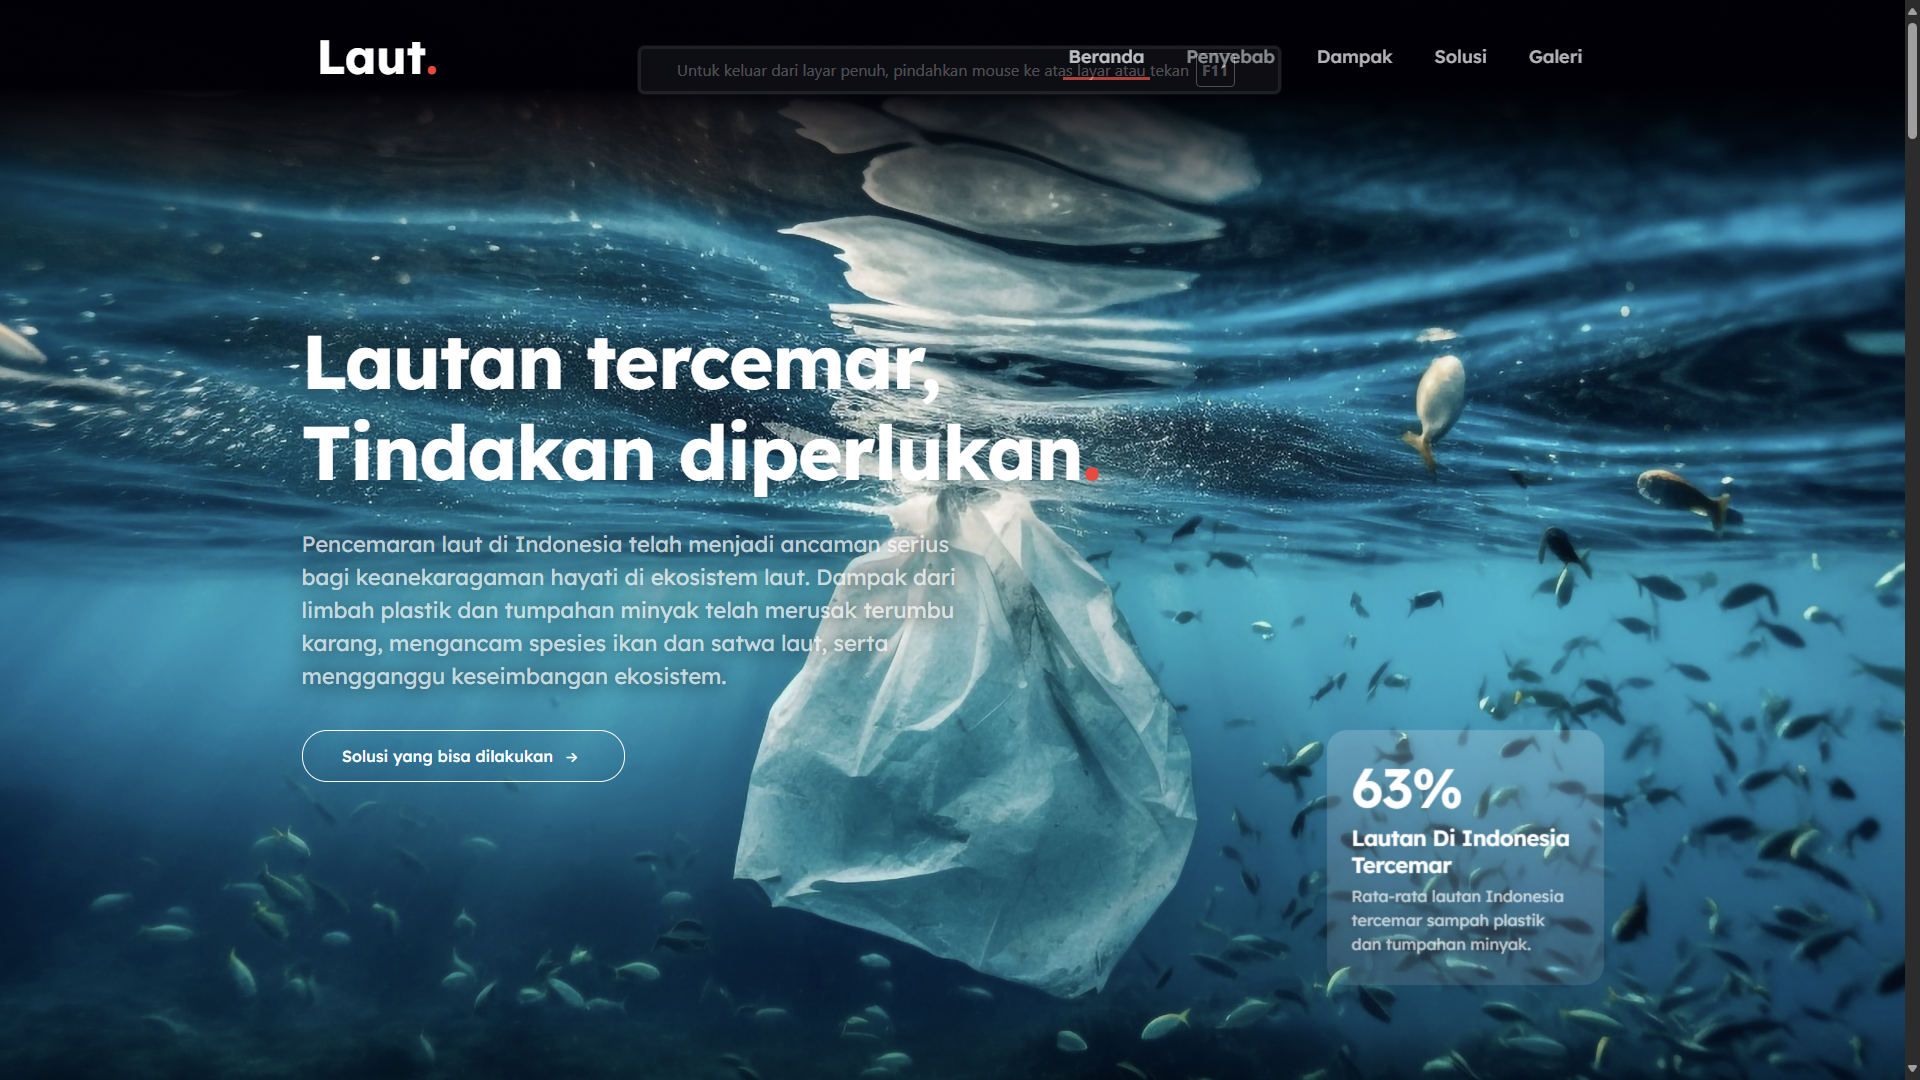 Laut.
Untuk keluar dari layar penuh, pindahkan mouse ke atas layar atau tekan F11
Beranda
Penyebab
Dampak
Solusi
Galeri
Lautan tercemar,
Tindakan diperlukan.
Pencemaran laut di Indonesia telah menjadi ancaman serius
bagi keanekaragaman hayati di ekosistem laut. Dampak dari
limbah plastik dan tumpahan minyak telah merusak terumbu
karang, mengancam spesies ikan dan satwa laut, serta
mengganggu keseimbangan ekosistem.
Solusi yang bisa dilakukan →
63%
Lautan Di Indonesia
Tercemar
Rata-rata lautan Indonesia
tercemar sampah plastik
dan tumpahan minyak.